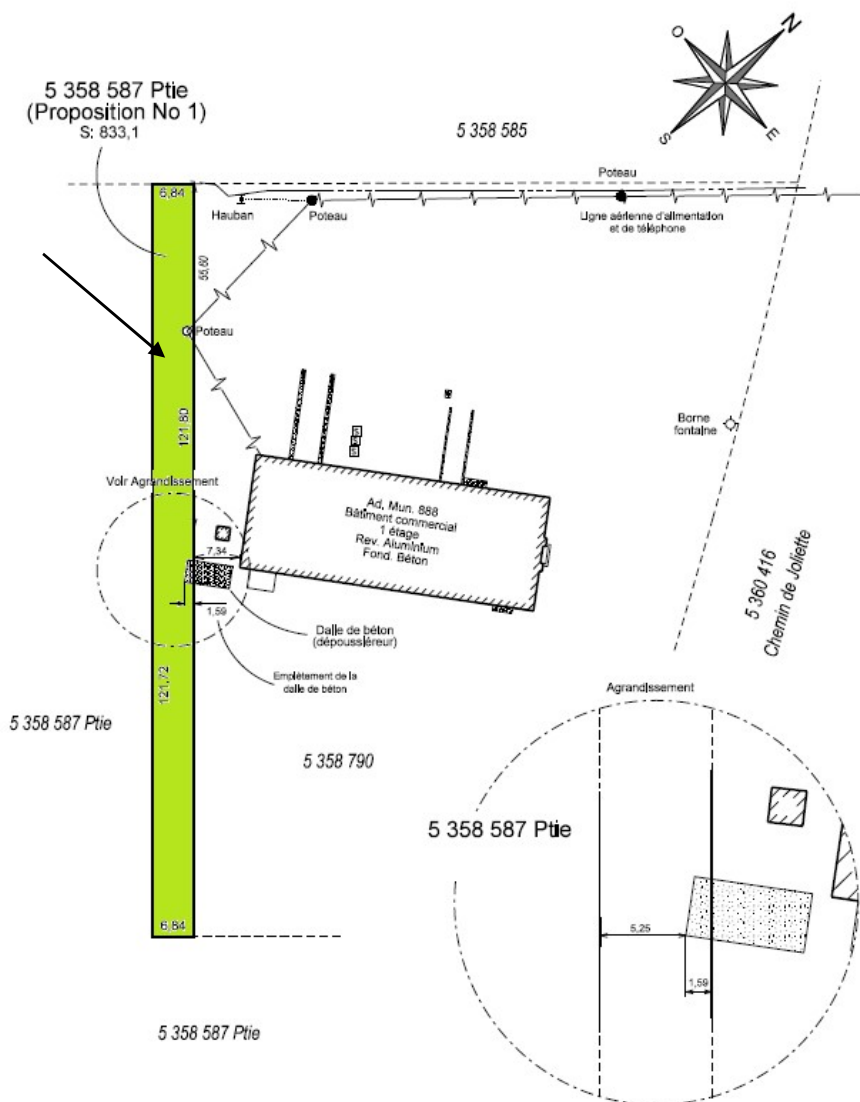 N
O
S
E
5 358 587 Ptie
(Proposition No 1)
S: 833,1
5 358 585
6,84
Poteau
Hauban
Poteau
Ligne aérienne d'alimentation
et de téléphone
55,60
Poteau
121,80
Borne
fontaine
Voir Agrandissement
S
S
S
Ad. Mun. 888
Bâtiment commercial
1 étage
Rev. Aluminium
Fond. Béton
7,34
1,59
5 360 416
Chemin de Joliette
Dalle de béton
(dépoussiéreur)
Emplètement de la
dalle de béton
121,72
Agrandissement
5 358 587 Ptie
5 358 790
5 358 587 Ptie
6,84
5,25
1,59
5 358 587 Ptie